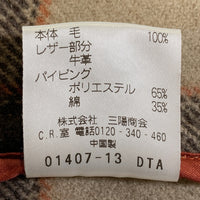 本体 毛 100%
レザー部分
牛革
パイピング
ポリエステル 65%
綿 35%
株式会社 三陽商会
C.R.室 電話0120-340-460
中国製
01407-13 DTA